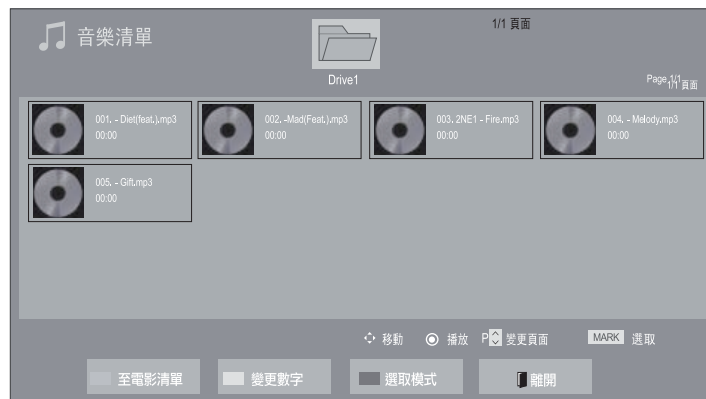 音樂清單
1/1 頁面
Drive1
Page 1/1
1/1 頁面
001. - Diet(feat.).mp3
00:00
002. -Mad(Feat.).mp3
00:00
003. 2NE1 - Fire.mp3
00:00
004. - Melody.mp3
00:00
005. - Gift.mp3
00:00
移動
播放
P 變更頁面
MARK 選取
至電影清單
變更數字
選取模式
離開